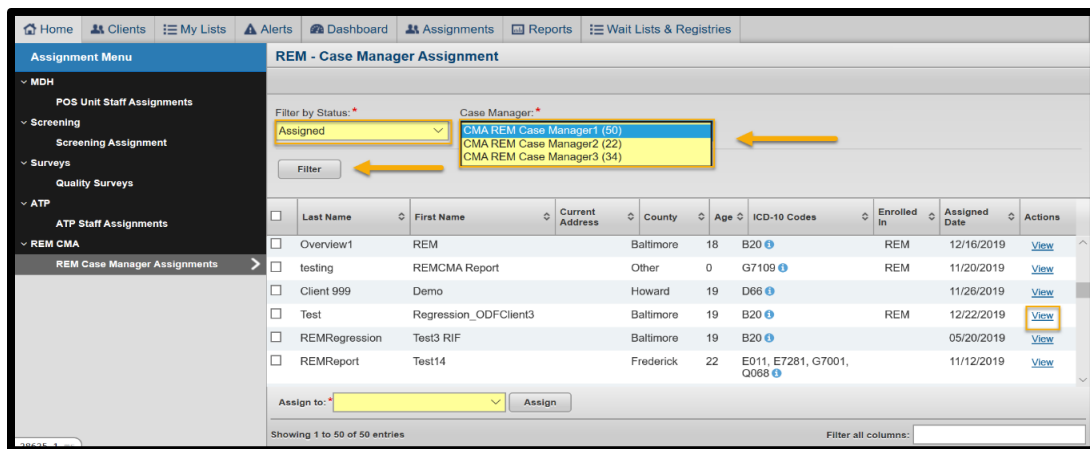 Home Clients My Lists Alerts Dashboard Assignments Reports Wait Lists & Registries
Assignment Menu
MDH
POS Unit Staff Assignments
Screening
Screening Assignment
Surveys
Quality Surveys
ATP
ATP Staff Assignments
REM CMA
REM Case Manager Assignments
REM - Case Manager Assignment
Filter by Status:* Case Manager:*
Assigned
CMA REM Case Manager1 (50)
CMA REM Case Manager2 (22)
CMA REM Case Manager3 (34)
Filter
Last Name First Name Current Address County Age ICD-10 Codes Enrolled In Assigned Date Actions
Overview1 REM Baltimore 18 B20 REM 12/16/2019 View
testing REMCMA Report Other 0 G7109 REM 11/20/2019 View
Client 999 Demo Howard 19 D66 11/26/2019 View
Test Regression_ODFClient3 Baltimore 19 B20 REM 12/22/2019 View
REMRegression Test3 RIF Baltimore 19 B20 05/20/2019 View
REMReport Test14 Frederick 22 E011, E7281, G7001, 11/12/2019 View
Q068
Assign to:* Assign
Showing 1 to 50 of 50 entries Filter all columns: